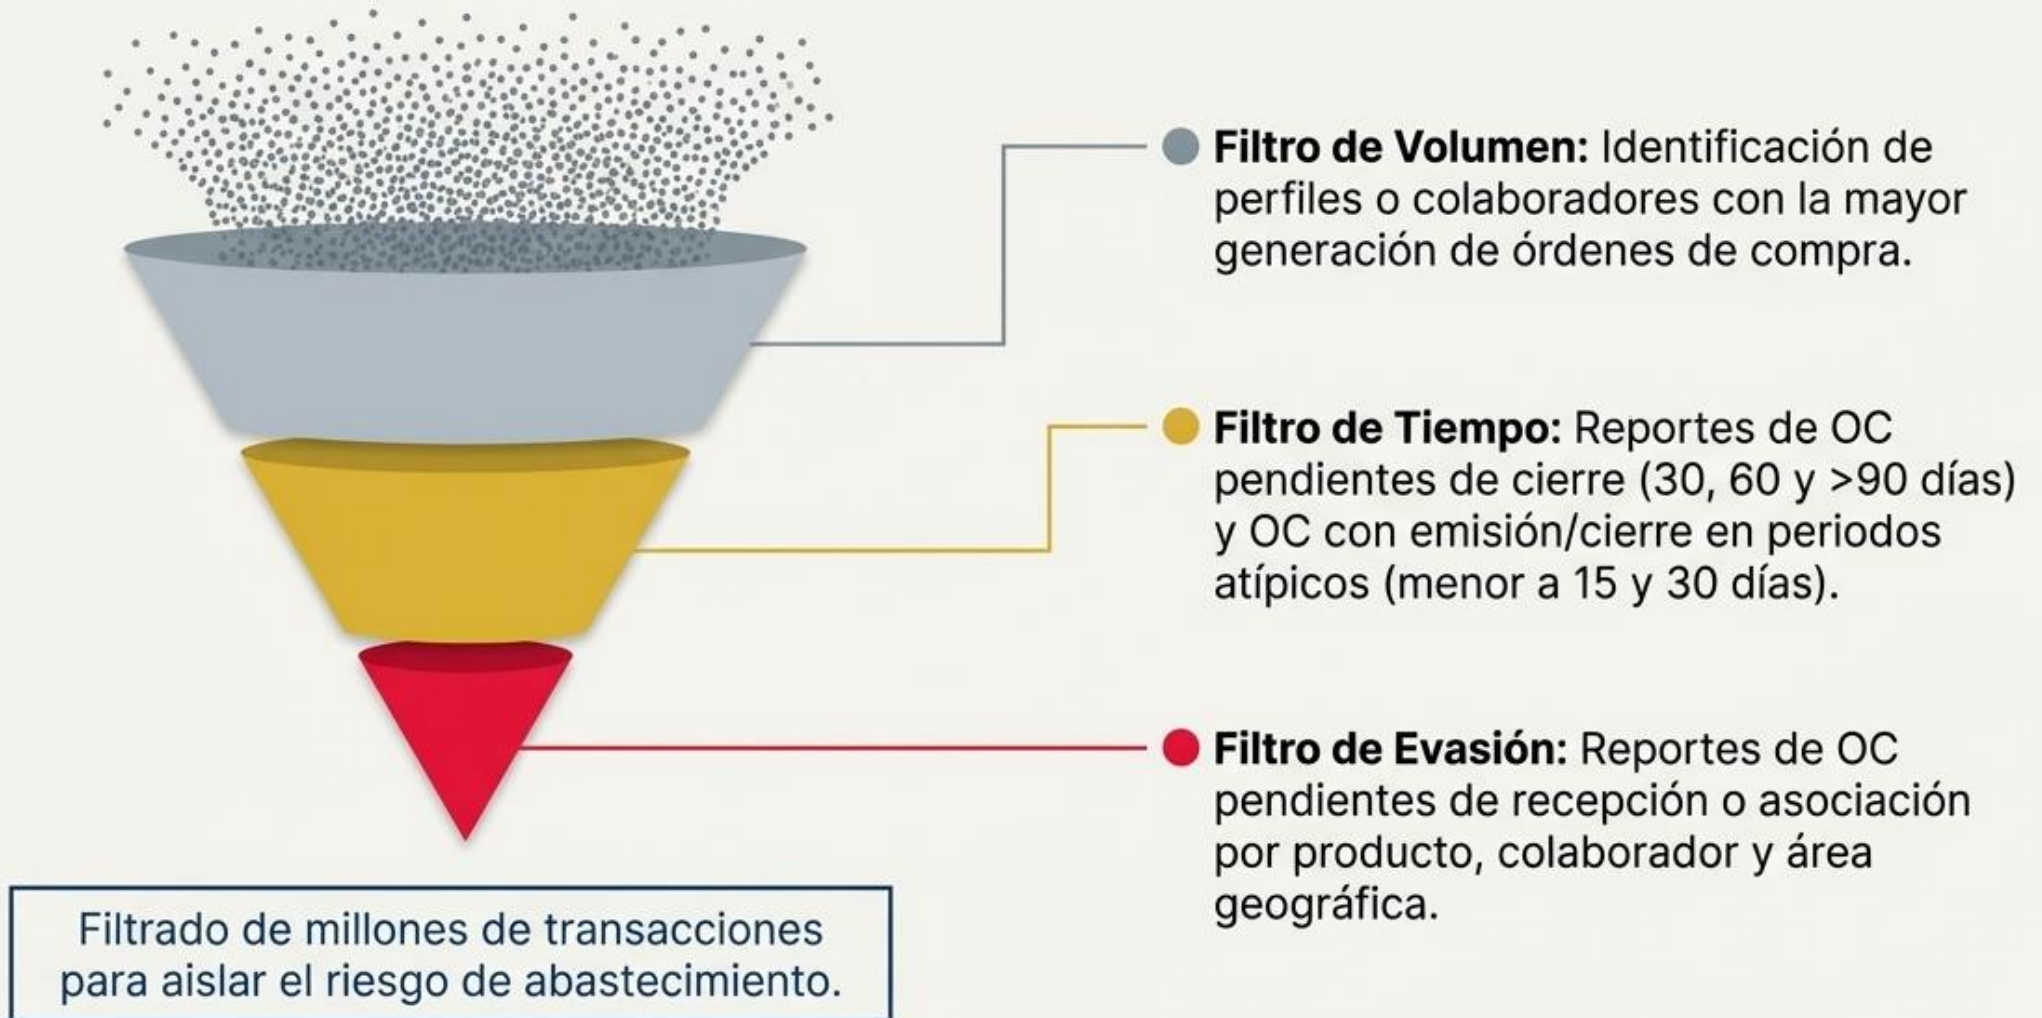 Filtro de Volumen: Identificación de
perfiles o colaboradores con la mayor
generación de órdenes de compra.
Filtro de Tiempo: Reportes de OC
pendientes de cierre (30, 60 y >90 días)
y OC con emisión/cierre en periodos
atípicos (menor a 15 y 30 días).
Filtro de Evasión: Reportes de OC
pendientes de recepción o asociación
por producto, colaborador y área
geográfica.
Filtrado de millones de transacciones
para aislar el riesgo de abastecimiento.